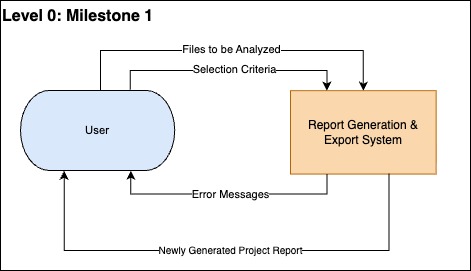 Level 0: Milestone 1
Files to be Analyzed
Selection Criteria
User
Report Generation &
Export System
Error Messages
Newly Generated Project Report